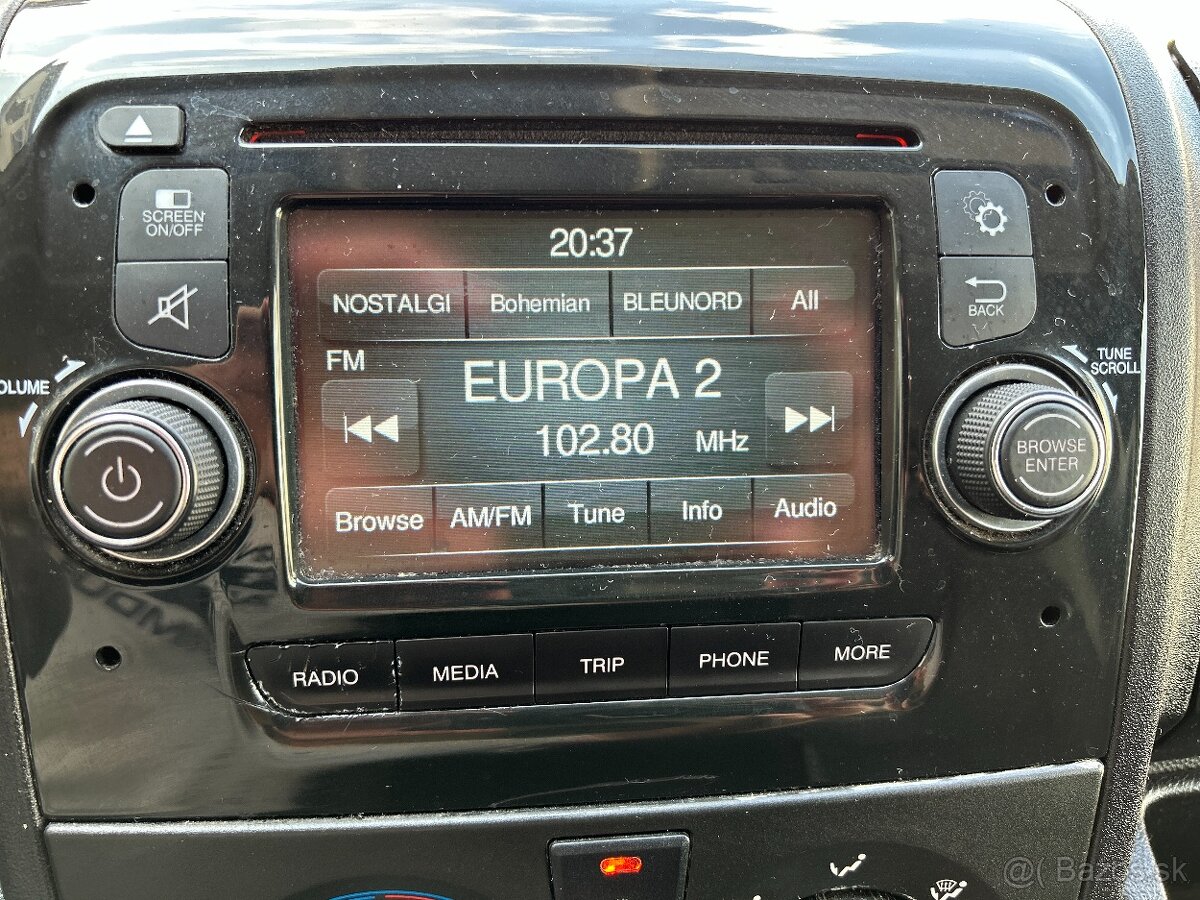 SCREEN
ON/OFF
VOLUME
20:37
NOSTALGI Bohemian BLEUNORD All
FM
EUROPA 2
102.80 MHz
Browse AM/FM Tune Info Audio
BACK
TUNE
SCROLL
BROWSE
ENTER
RADIO MEDIA TRIP PHONE MORE
@( Bazos.sk